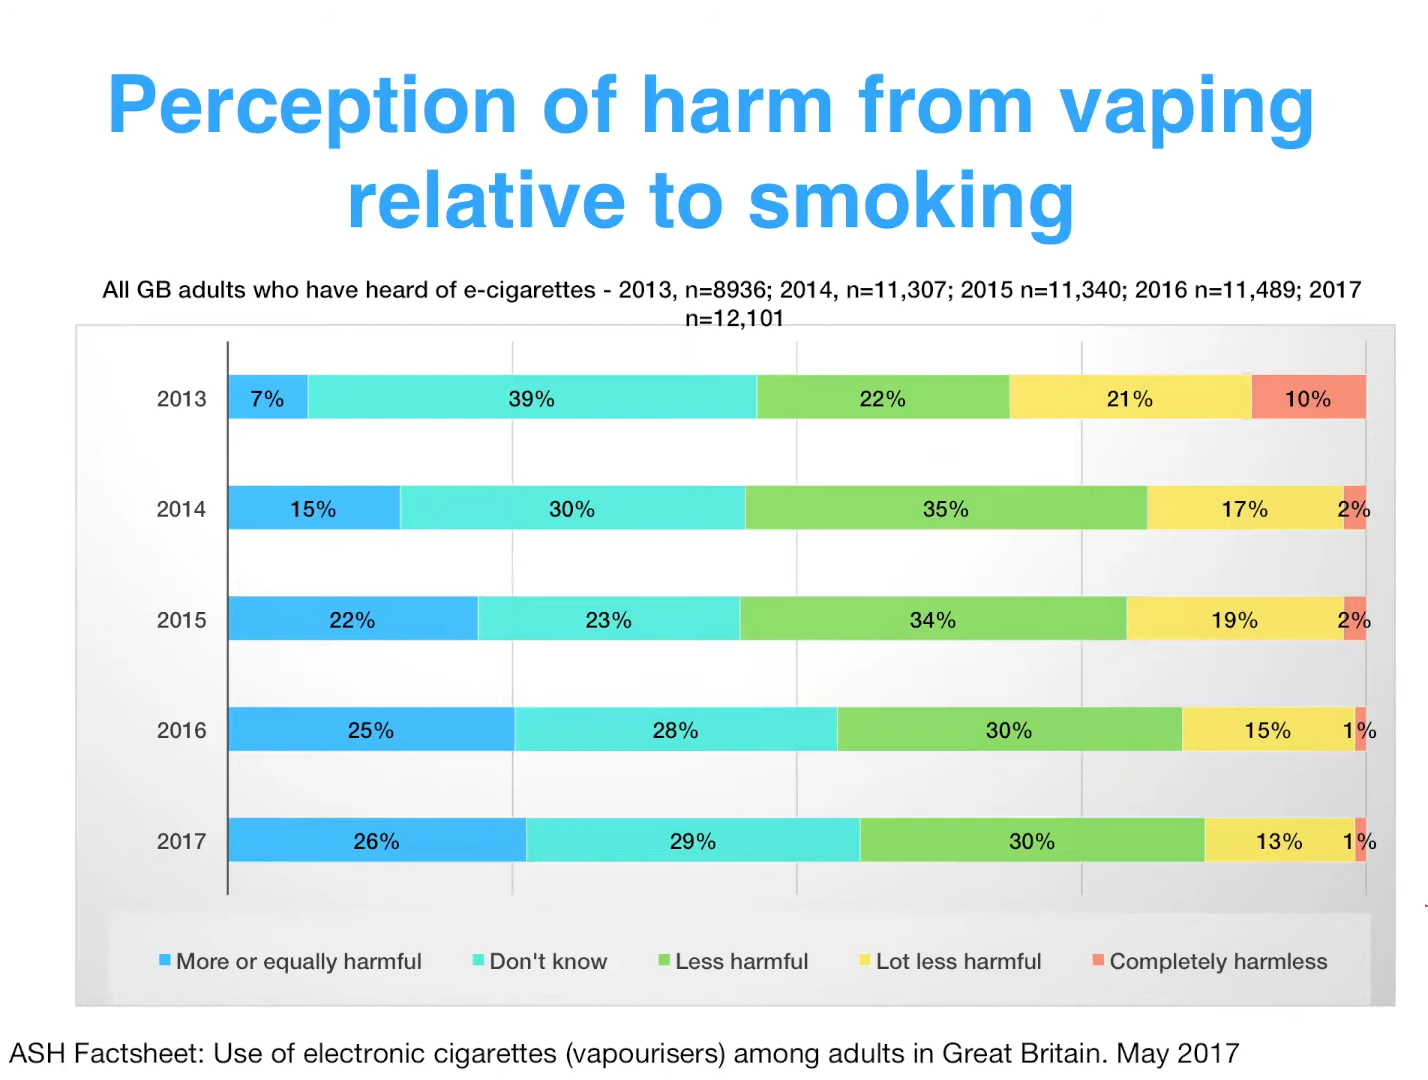 Perception of harm from vaping
relative to smoking
All GB adults who have heard of e-cigarettes - 2013, n=8936; 2014, n=11,307; 2015 n=11,340; 2016 n=11,489; 2017
n=12,101
2013 7% 39% 22% 21% 10%
2014 15% 30% 35% 17% 2%
2015 22% 23% 34% 19% 2%
2016 25% 28% 30% 15% 1%
2017 26% 29% 30% 13% 1%
More or equally harmful Don't know Less harmful Lot less harmful Completely harmless
ASH Factsheet: Use of electronic cigarettes (vapourisers) among adults in Great Britain. May 2017